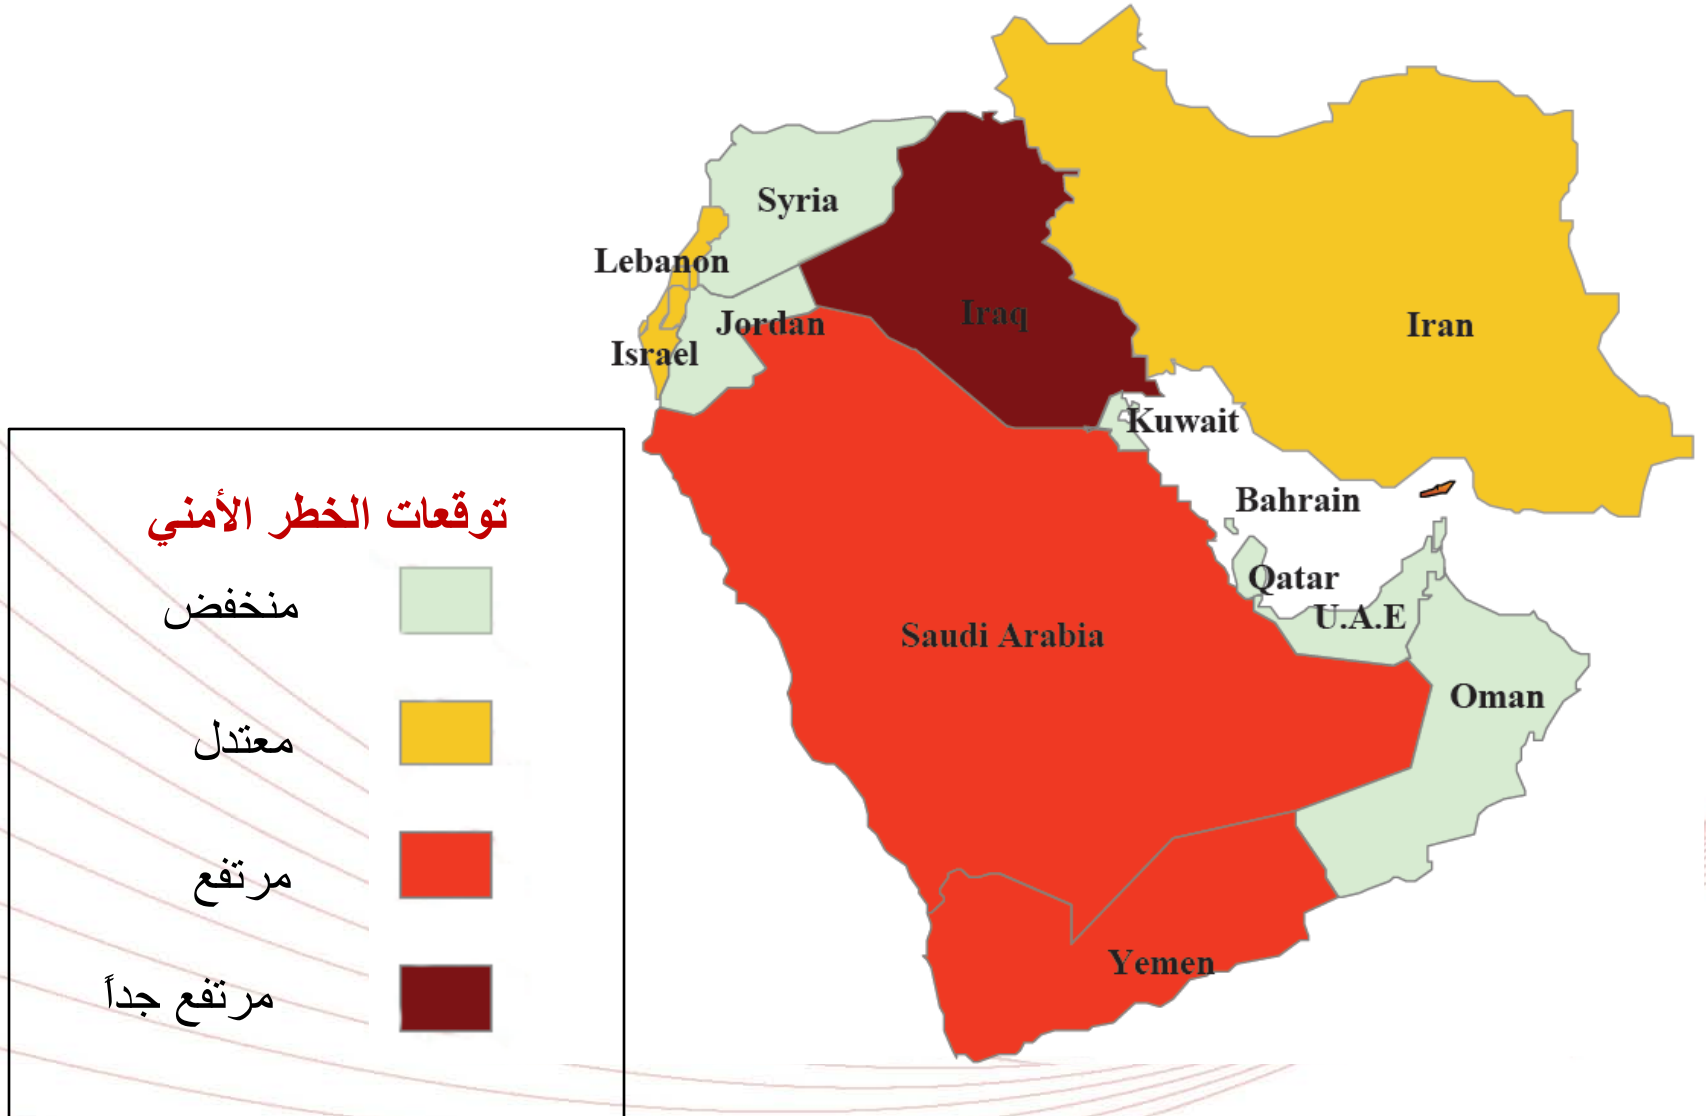 Syria
Lebanon
Iraq
Jordan
Iran
Israel
Kuwait
Bahrain
Qatar
U.A.E
Saudi Arabia
Oman
Yemen
توقعات الخطر الأمني
منخفض
معتدل
مرتفع
مرتفع جداً